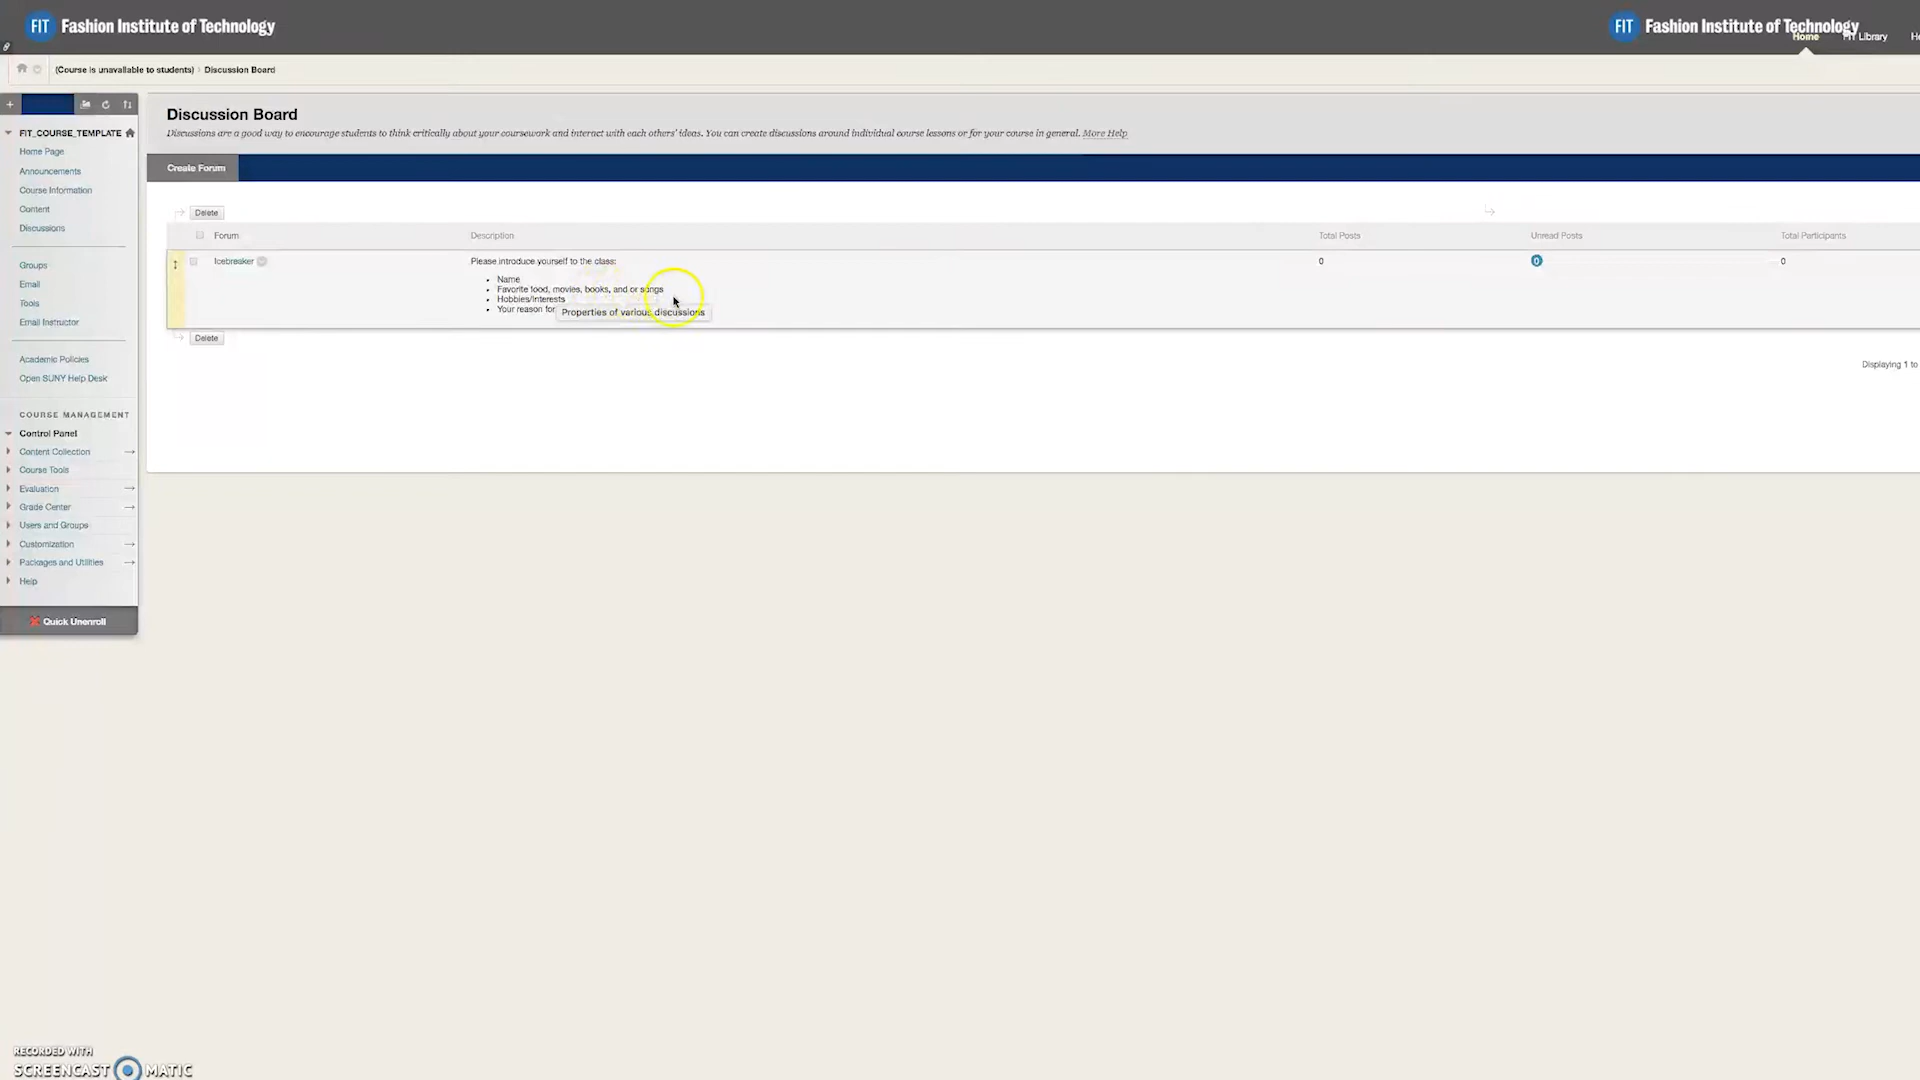 FIT Fashion Institute of Technology
FIT Fashion Institute of Technology
Home
FIT Library
(Course is unavailable to students)
Discussion Board
FIT_COURSE_TEMPLATE
Home Page
Announcements
Course Information
Content
Discussions
Groups
Email
Tools
Email Instructor
Academic Policies
Open SUNY Help Desk
COURSE MANAGEMENT
Control Panel
Content Collection
Course Tools
Evaluation
Grade Center
Users and Groups
Customization
Packages and Utilities
Help
Quick Unenroll
Discussion Board
Discussions are a good way to encourage students to think critically about your coursework and interact with each others' ideas. You can create discussions around individual course lessons or for your course in general. More Help
Create Forum
Delete
Forum Description Total Posts Unread Posts Total Participants
Icebreaker Please introduce yourself to the class: 0 0 0
Name
Favorite food, movies, books, and or songs
Hobbies/Interests
Your reason for
Properties of various discussions
Delete
Displaying 1 to
RECORDED WITH
SCREENCAST MATIC